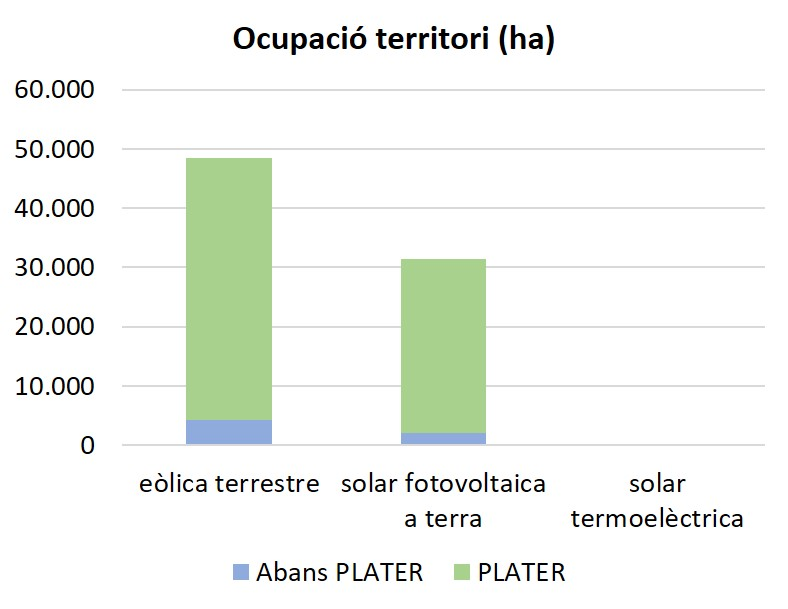 Ocupació territori (ha)
60.000
50.000
40.000
30.000
20.000
10.000
0
eòlica terrestre
solar fotovoltaica
a terra
solar
termoelèctrica
Abans PLATER
PLATER